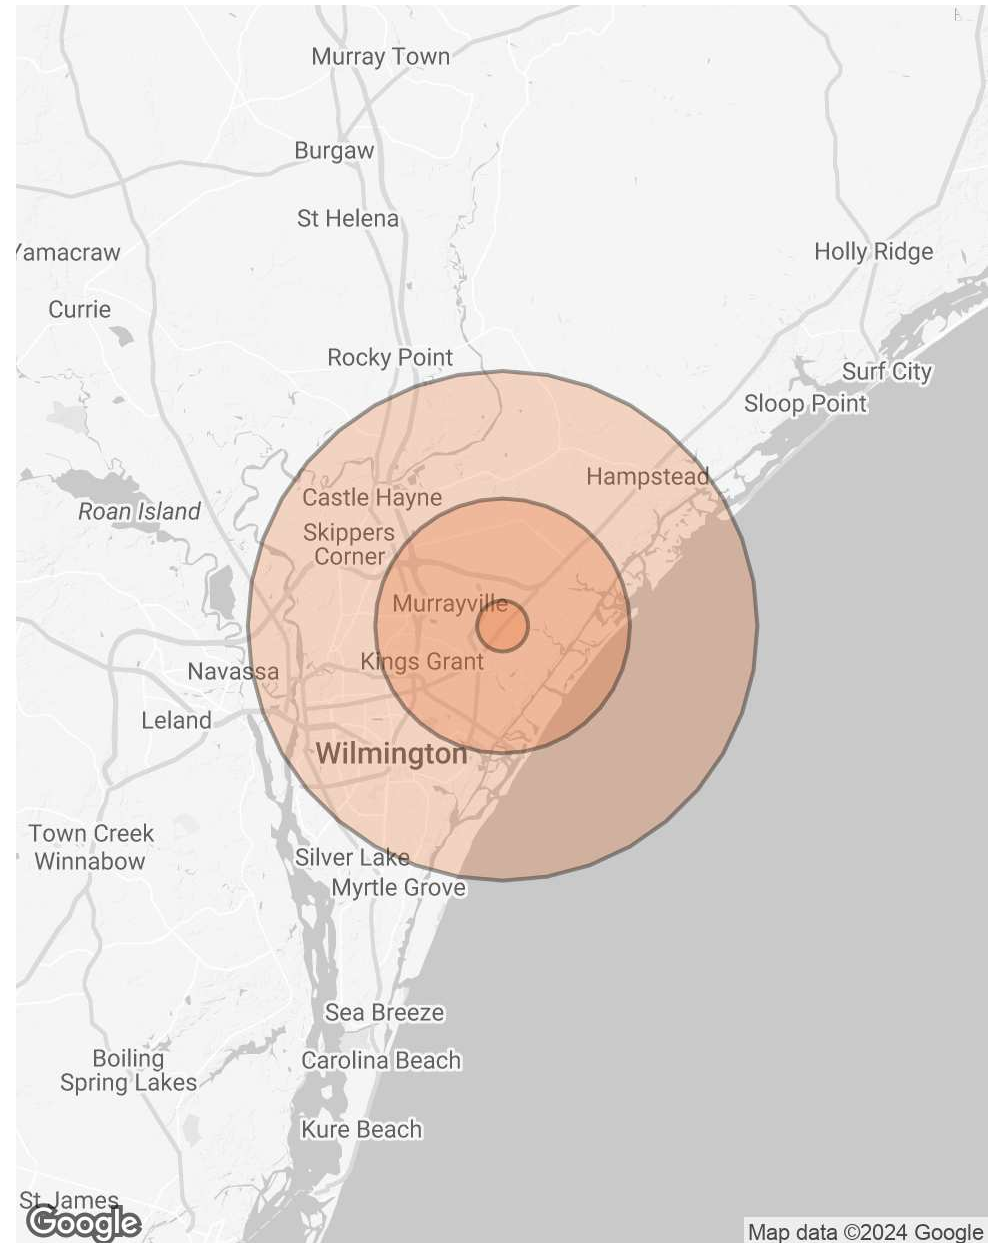 Murray Town
Burgaw
St Helena
Yamacraw
Holly Ridge
Currie
Rocky Point
Surf City
Sloop Point
Hampstead
Castle Hayne
Roan Island
Skippers
Corner
Murrayville
Kings Grant
Navassa
Leland
Wilmington
Town Creek
Winnabow
Silver Lake
Myrtle Grove
Sea Breeze
Boiling
Spring Lakes
Carolina Beach
Kure Beach
St James
Google
Map data ©2024 Google